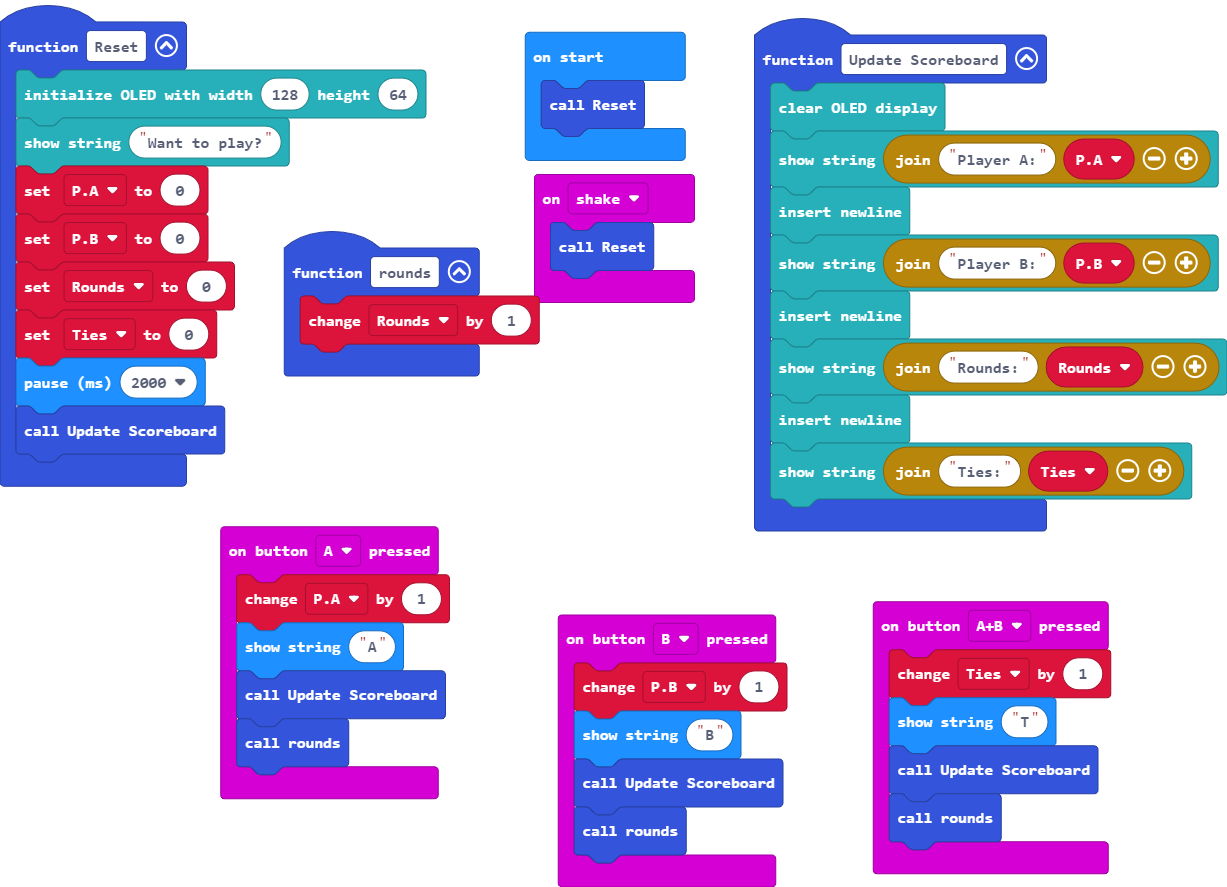 function Reset
initialize OLED with width 128 height 64
show string "Want to play?"
set P.A to 0
set P.B to 0
set Rounds to 0
set Ties to 0
pause (ms) 2000
call Update Scoreboard
function rounds
change Rounds by 1
on start
call Reset
on shake
call Reset
function Update Scoreboard
clear OLED display
show string join "Player A:" P.A
insert newline
show string join "Player B:" P.B
insert newline
show string join "Rounds:" Rounds
insert newline
show string join "Ties:" Ties
on button A pressed
change P.A by 1
show string "A"
call Update Scoreboard
call rounds
on button B pressed
change P.B by 1
show string "B"
call Update Scoreboard
call rounds
on button A+B pressed
change Ties by 1
show string "T"
call Update Scoreboard
call rounds